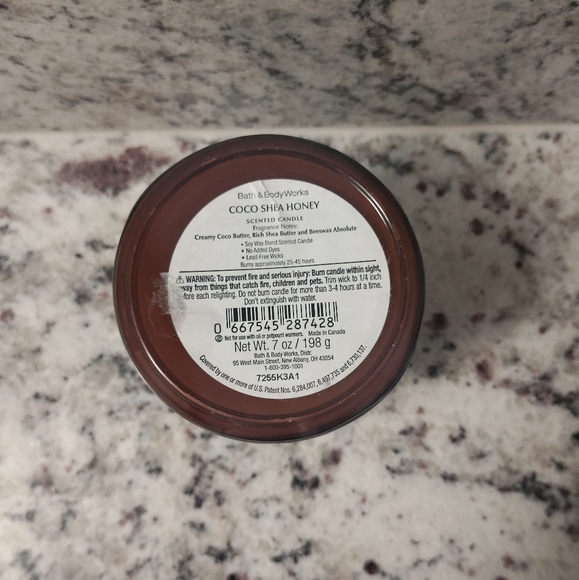 Bath & Body Works
COCO SHEA HONEY
SCENTED CANDLE
Fragrance Notes:
Creamy Coco Butter, Rich Shea Butter and Beeswax Absolute
• Soy Wax Blend Scented Candle
• No Added Dyes
• Lead-Free Wicks
Burns approximately 25-45 hours
WARNING: To prevent fire and serious injury: Burn candle within sight,
away from things that catch fire, children and pets. Trim wick to 1/4 inch
before each relighting. Do not burn candle for more than 3-4 hours at a time.
Don't extinguish with water.
0 667545 287428
Not for use with oil or potpourri warmers. Made in Canada
Net Wt. 7 oz / 198 g
Bath & Body Works, Distr.
95 West Main Street, New Albany, OH 43054
1-800-395-1001
7255K3A1
Covered by one or more of U.S. Patent Nos. 6,284,007, 6,497,735 and 6,730,137.